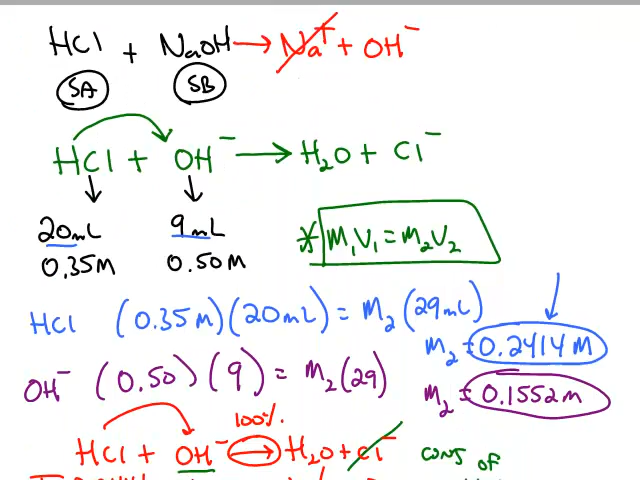 HCl + NaOH → Na⁺ + OH⁻
SA SB
HCl + OH⁻ → H₂O + Cl⁻
20mL 9mL
0.35M 0.50M
* M₁V₁ = M₂V₂
HCl (0.35M)(20mL) = M₂(29mL)
M₂ = 0.2414M
OH⁻ (0.50)(9) = M₂(29)
M₂ = 0.1552M
100%
HCl + OH⁻ → H₂O + Cl⁻
cons of